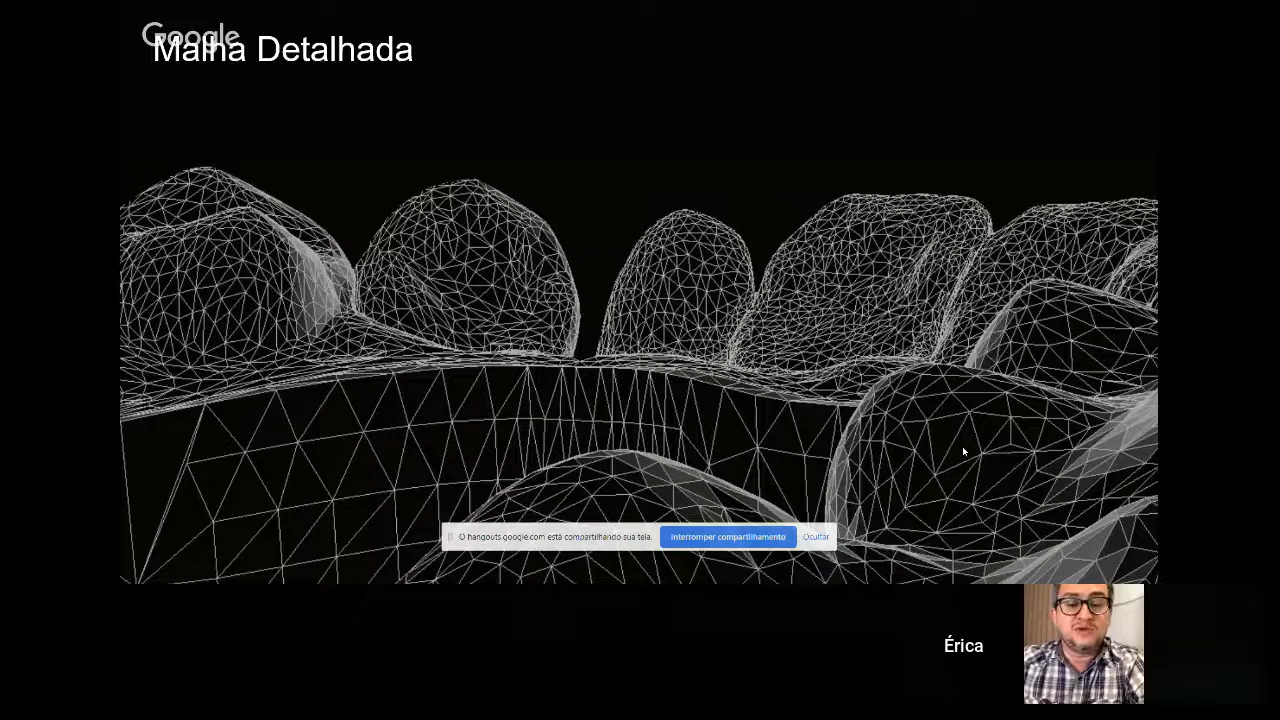 Google
Malha Detalhada
O hangouts.google.com está compartilhando sua tela.
Interromper compartilhamento
Ocultar
Érica